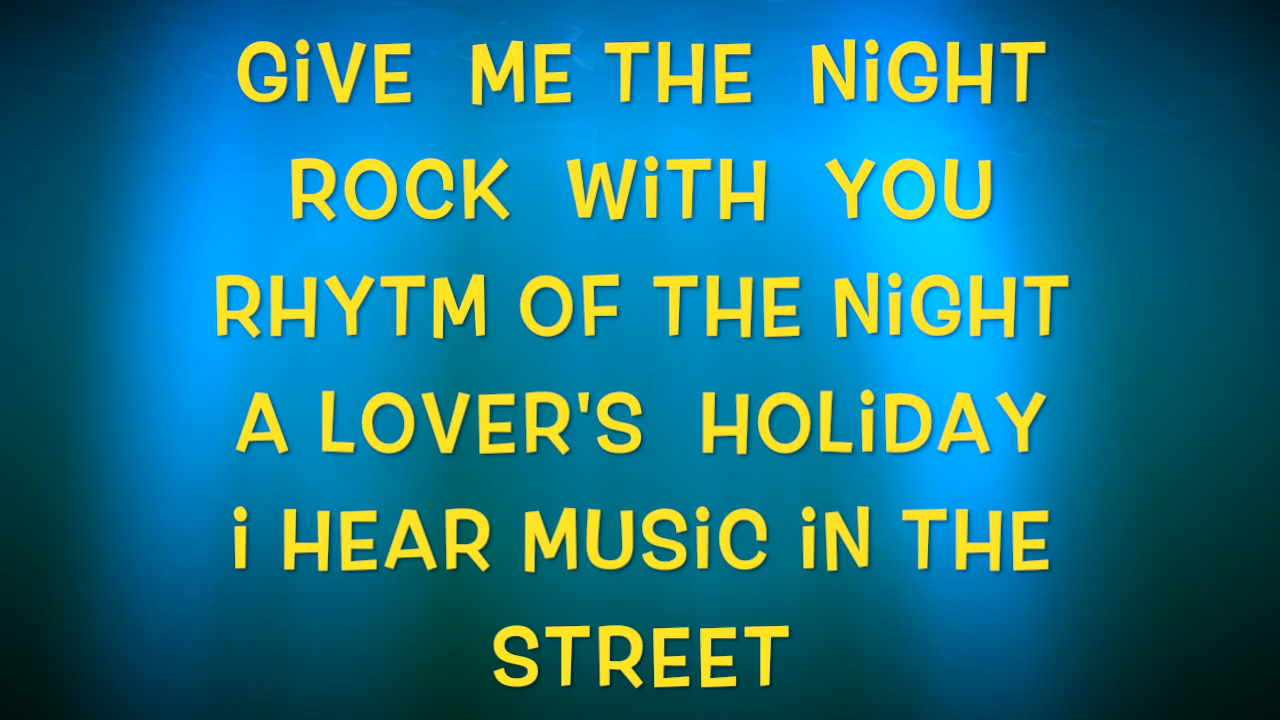 GiVE ME THE NiGHT
ROCK WiTH YOU
RHYTM OF THE NiGHT
A LOVER'S HOLiDAY
i HEAR MUSiC iN THE
STREET